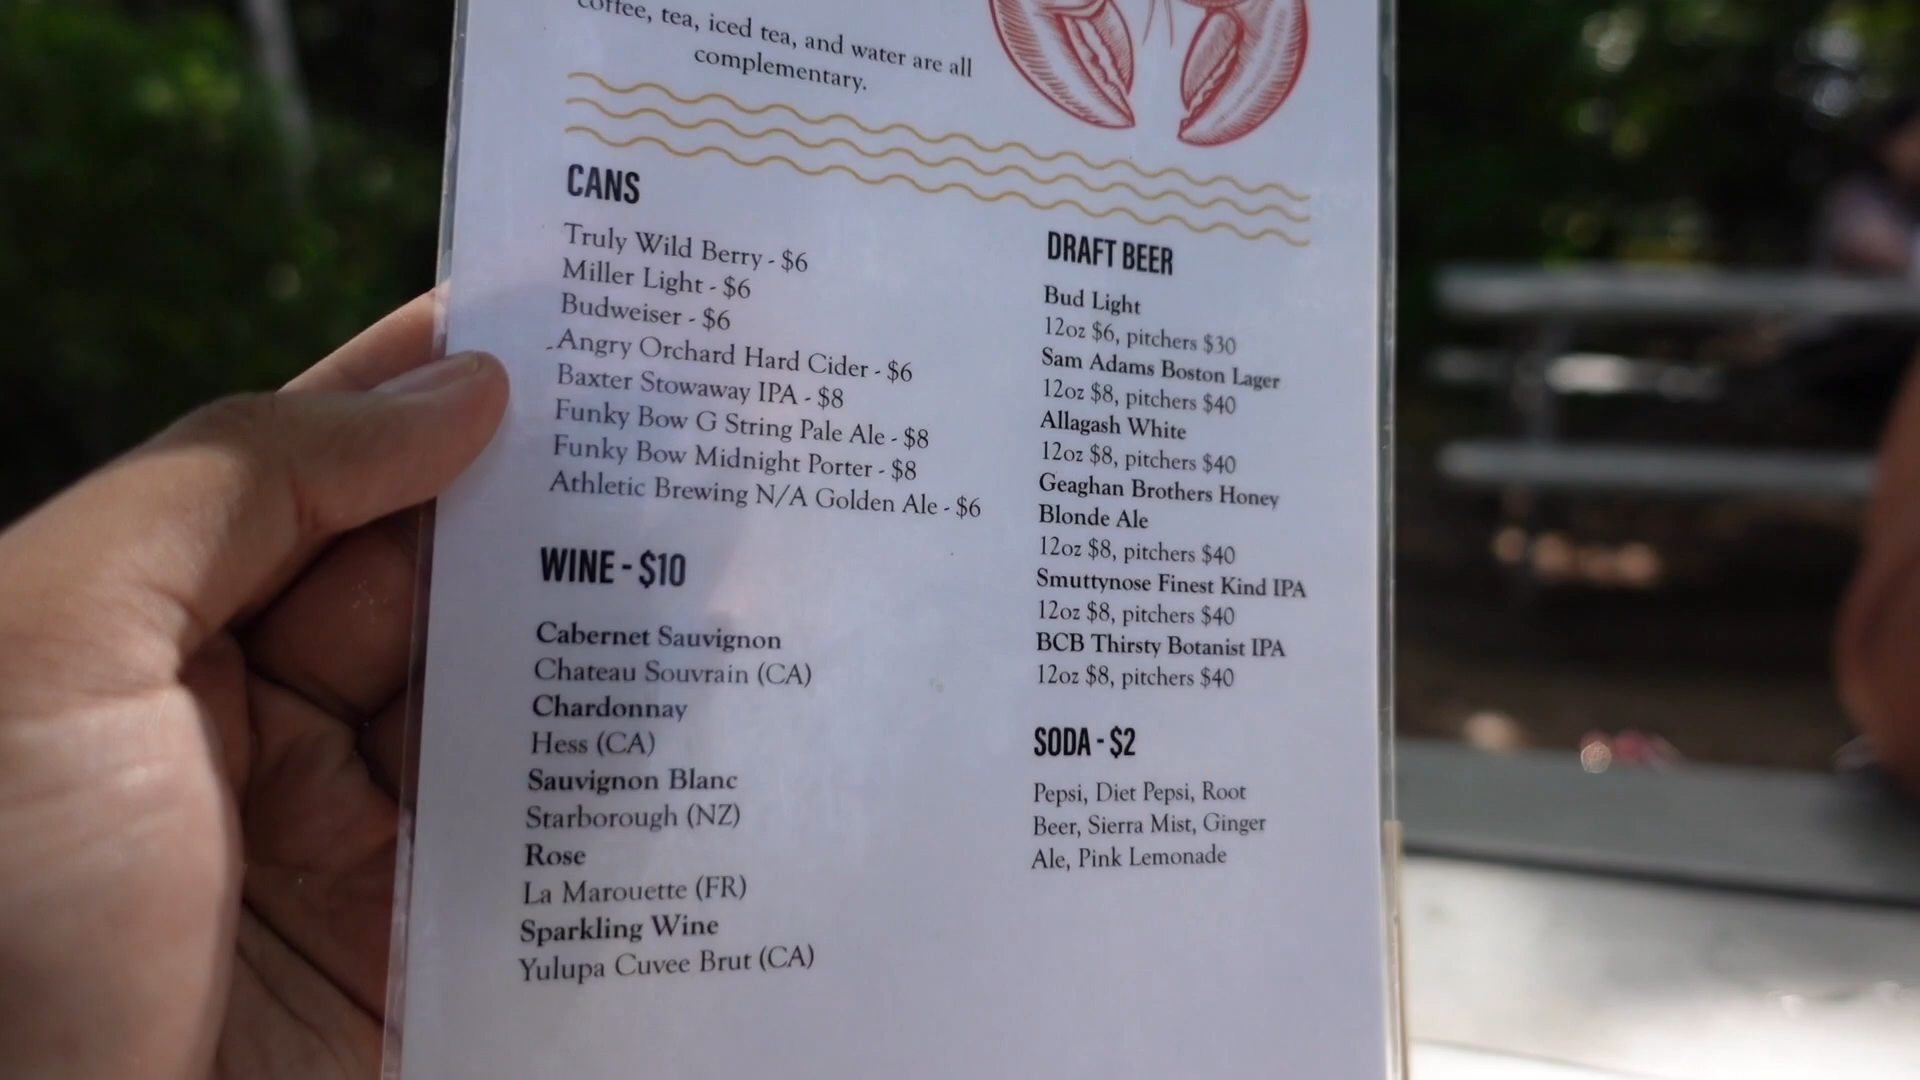 coffee, tea, iced tea, and water are all
complementary.
CANS
Truly Wild Berry - $6
Miller Light - $6
Budweiser - $6
Angry Orchard Hard Cider - $6
Baxter Stowaway IPA - $8
Funky Bow G String Pale Ale - $8
Funky Bow Midnight Porter - $8
Athletic Brewing N/A Golden Ale - $6
WINE - $10
Cabernet Sauvignon
Chateau Souvrain (CA)
Chardonnay
Hess (CA)
Sauvignon Blanc
Starborough (NZ)
Rose
La Marouette (FR)
Sparkling Wine
Yulupa Cuvee Brut (CA)
DRAFT BEER
Bud Light
12oz $6, pitchers $30
Sam Adams Boston Lager
12oz $8, pitchers $40
Allagash White
12oz $8, pitchers $40
Geaghan Brothers Honey
Blonde Ale
12oz $8, pitchers $40
Smuttynose Finest Kind IPA
12oz $8, pitchers $40
BCB Thirsty Botanist IPA
12oz $8, pitchers $40
SODA - $2
Pepsi, Diet Pepsi, Root
Beer, Sierra Mist, Ginger
Ale, Pink Lemonade